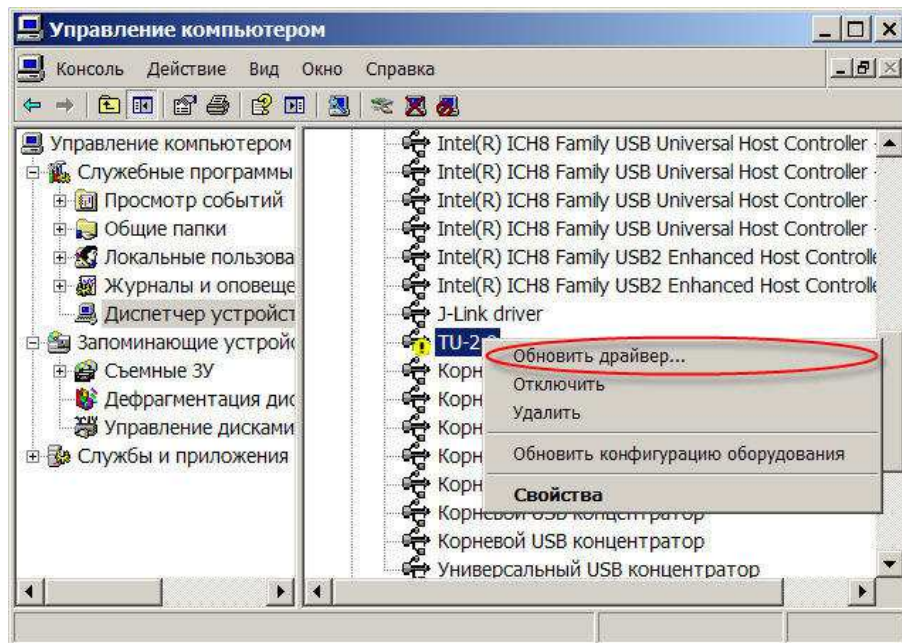 Управление компьютером
Консоль Действие Вид Окно Справка
Управление компьютером
Служебные программы
Просмотр событий
Общие папки
Локальные пользова
Журналы и оповеще
Диспетчер устройст
Запоминающие устройс
Съемные ЗУ
Дефрагментация дис
Управление дисками
Службы и приложения
Intel(R) ICH8 Family USB Universal Host Controller -
Intel(R) ICH8 Family USB Universal Host Controller -
Intel(R) ICH8 Family USB Universal Host Controller -
Intel(R) ICH8 Family USB Universal Host Controller -
Intel(R) ICH8 Family USB2 Enhanced Host Controlle
Intel(R) ICH8 Family USB2 Enhanced Host Controlle
J-Link driver
TU-2
Корн
Корн
Корн
Корн
Корн
Корневой USB концентратор
Корневой USB концентратор
Универсальный USB концентратор
Обновить драйвер...
Отключить
Удалить
Обновить конфигурацию оборудования
Свойства